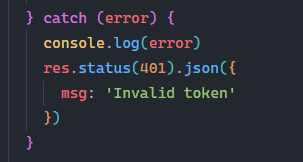 } catch (error) {
console.log(error)
res.status(401).json({
msg: 'Invalid token'
})
}